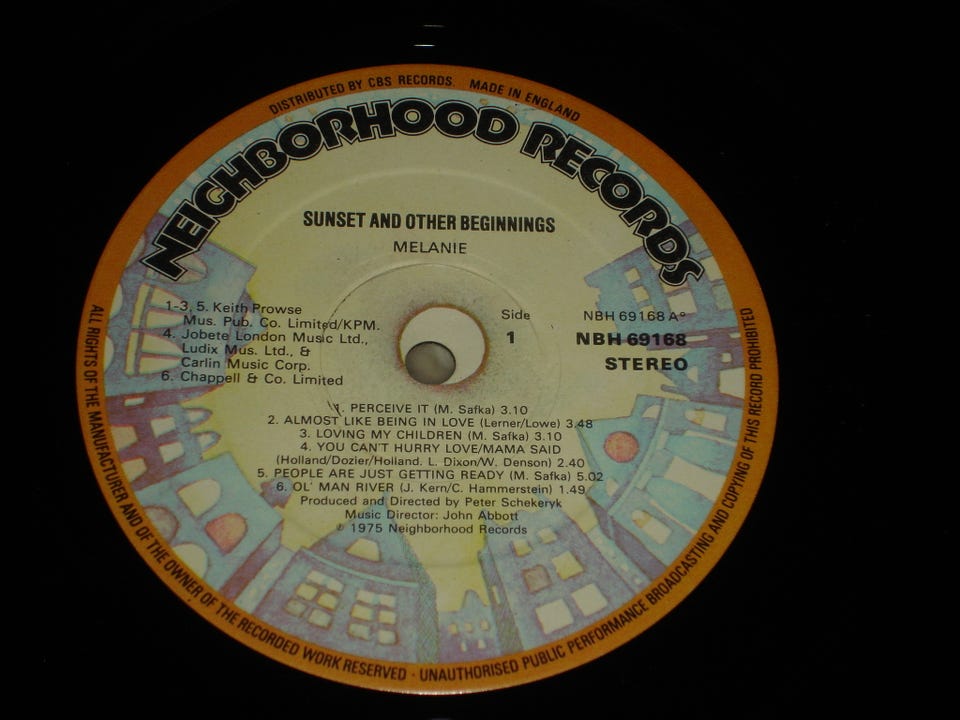 DISTRIBUTED BY CBS RECORDS. MADE IN ENGLAND
NEIGHBORHOOD RECORDS
SUNSET AND OTHER BEGINNINGS
MELANIE
1-3, 5. Keith Prowse
Mus. Pub. Co. Limited/KPM.
4. Jobete London Music Ltd.,
Ludix Mus. Ltd., &
Carlin Music Corp.
6. Chappell & Co. Limited
Side
1
NBH 69168 A°
NBH 69168
STEREO
1. PERCEIVE IT (M. Safka) 3.10
2. ALMOST LIKE BEING IN LOVE (Lerner/Lowe) 3.48
3. LOVING MY CHILDREN (M. Safka) 3.10
4. YOU CAN'T HURRY LOVE/MAMA SAID
(Holland/Dozier/Holland. L. Dixon/W. Denson) 2.40
5. PEOPLE ARE JUST GETTING READY (M. Safka) 5.02
6. OL' MAN RIVER (J. Kern/C. Hammerstein) 1.49
Produced and Directed by Peter Schekeryk
Music Director: John Abbott
℗ 1975 Neighborhood Records
ALL RIGHTS OF THE MANUFACTURER AND OF THE OWNER OF THE RECORDED WORK RESERVED · UNAUTHORISED PUBLIC PERFORMANCE BROADCASTING AND COPYING OF THIS RECORD PROHIBITED